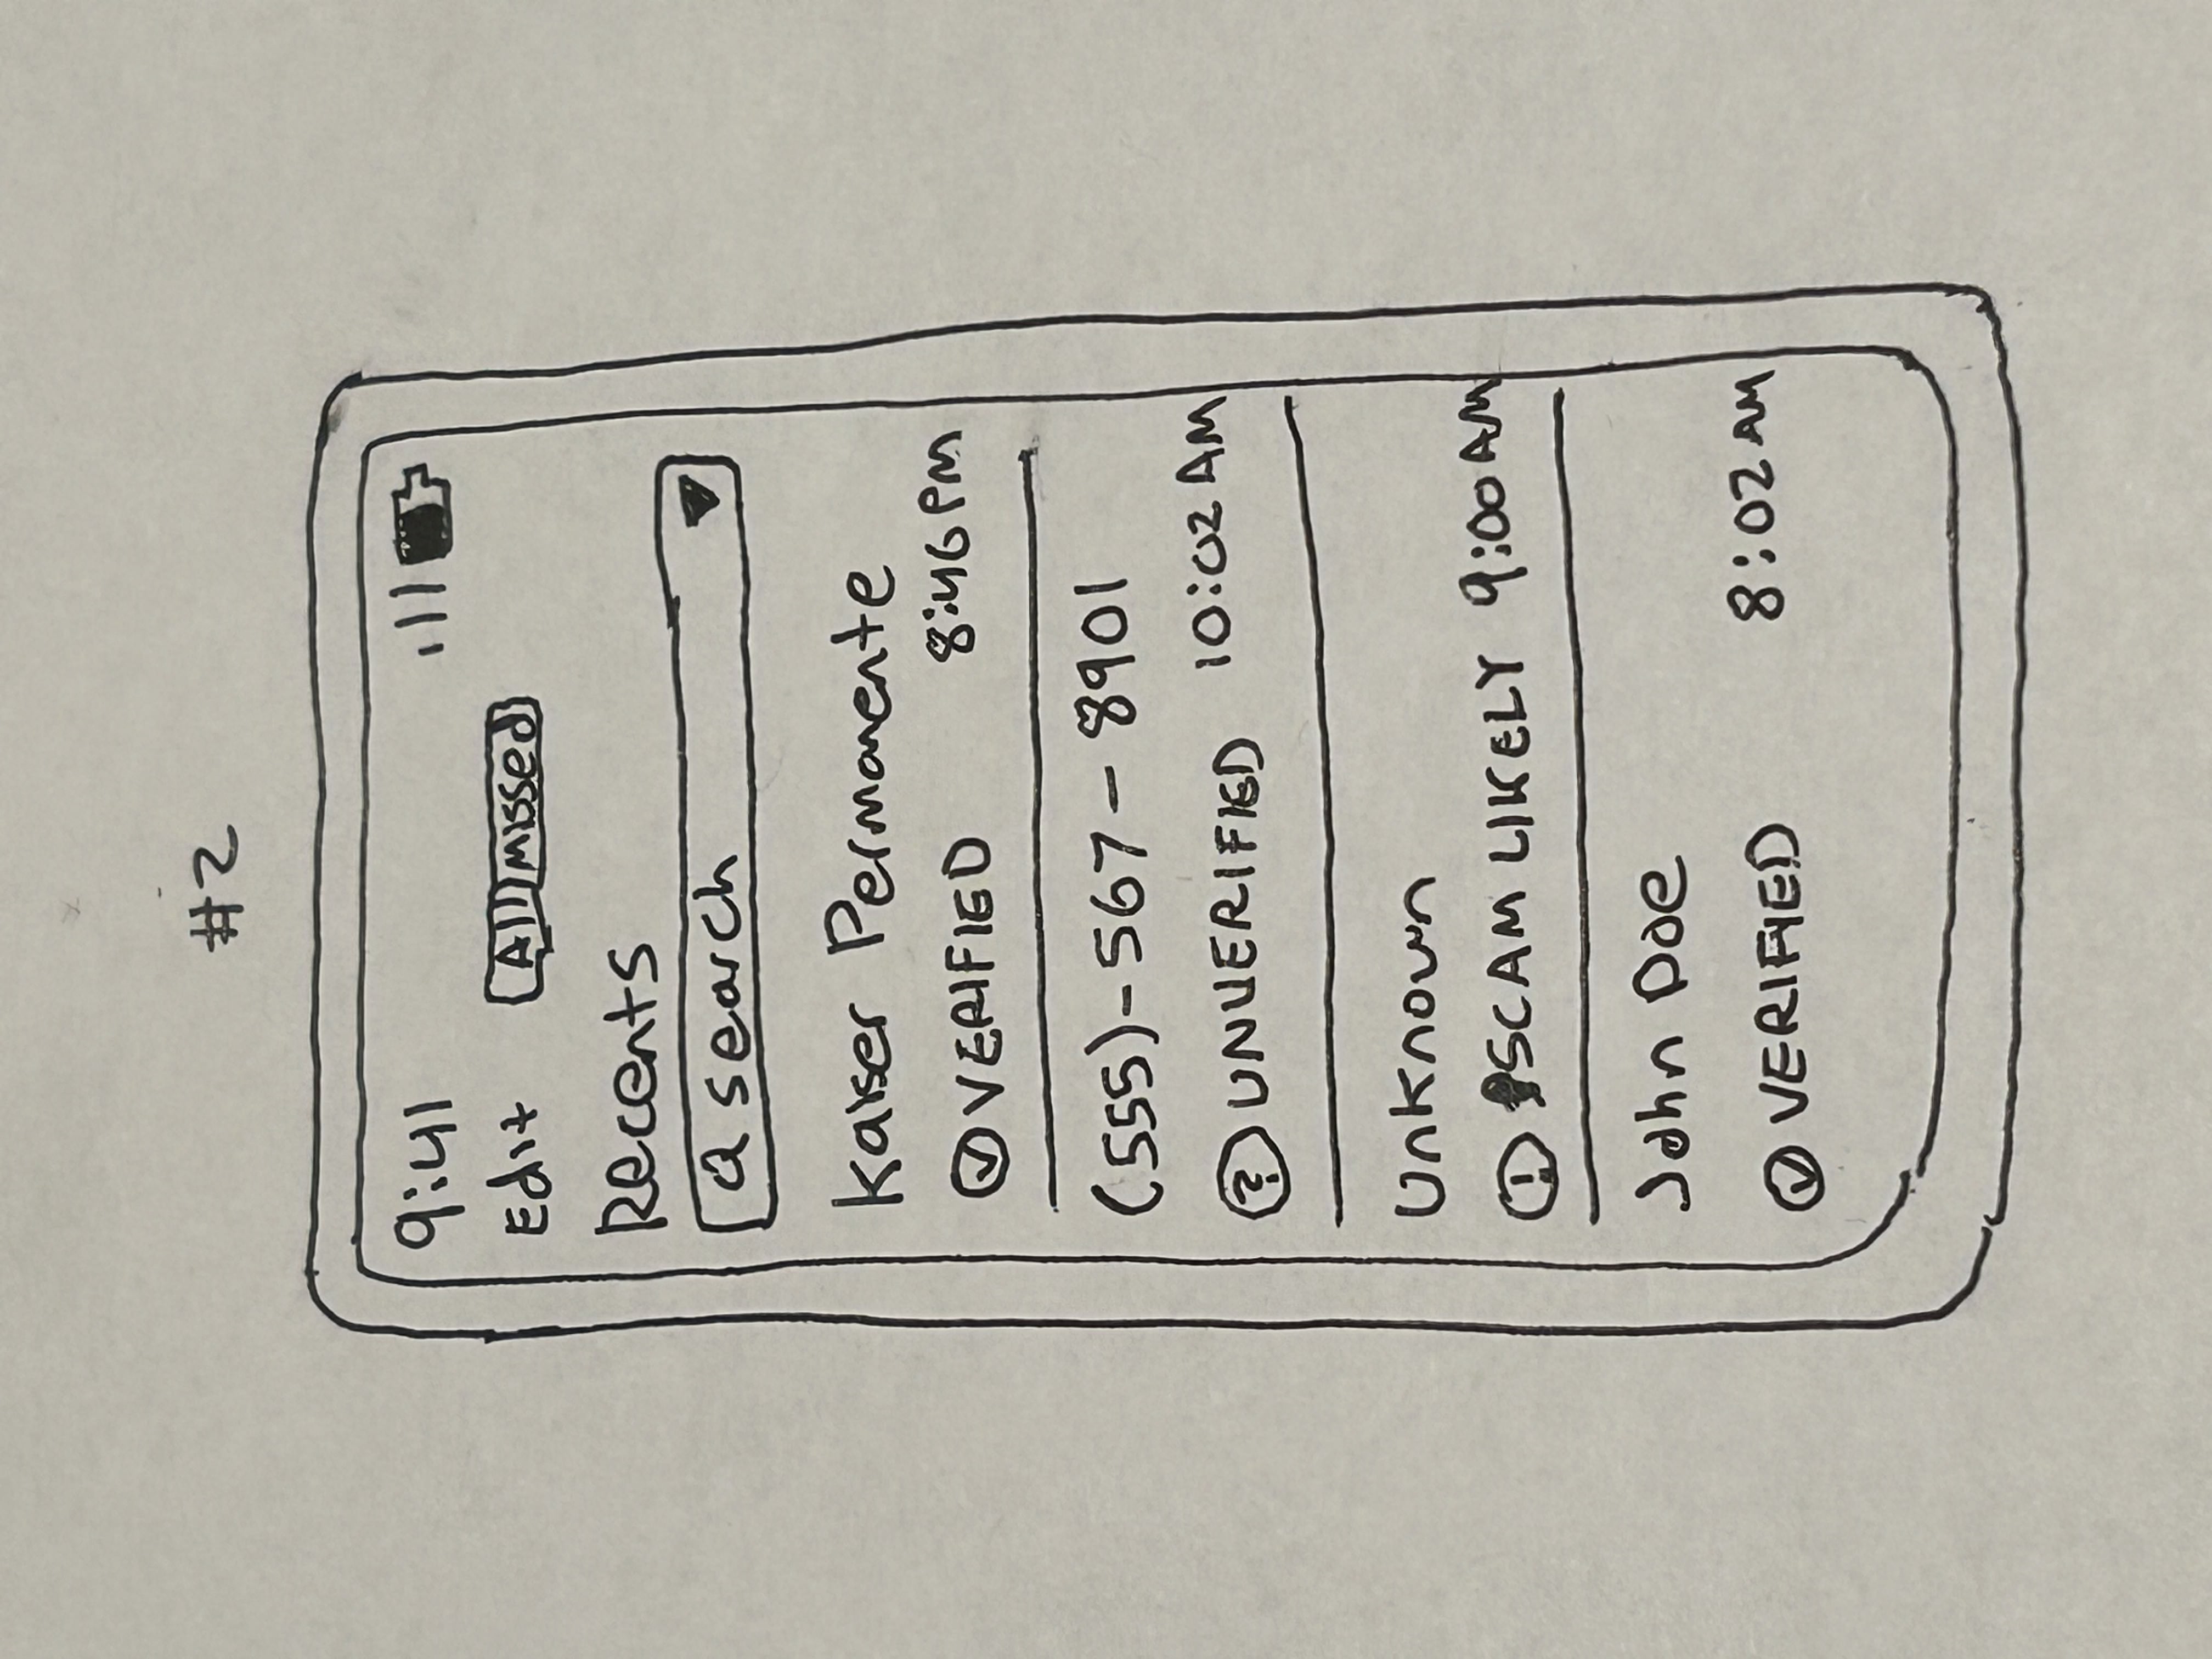 #2
9:41
Edit All Missed
Recents
search
Kaiser Permanente
VERIFIED 8:46 PM
(555)-567-8901
? UNVERIFIED 10:02 AM
Unknown
! SCAM LIKELY 9:00 AM
John Doe
VERIFIED 8:02 AM